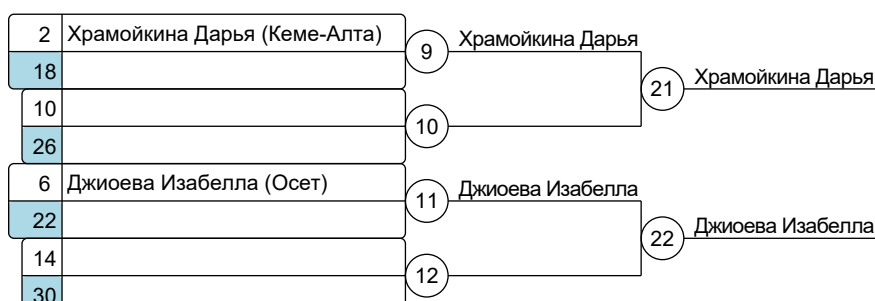 2 Храмойкина Дарья (Кеме-Алта)
9 Храмойкина Дарья
18
21 Храмойкина Дарья
10
10
26
6 Джиоева Изабелла (Осет)
11 Джиоева Изабелла
22
22 Джиоева Изабелла
14
12
30